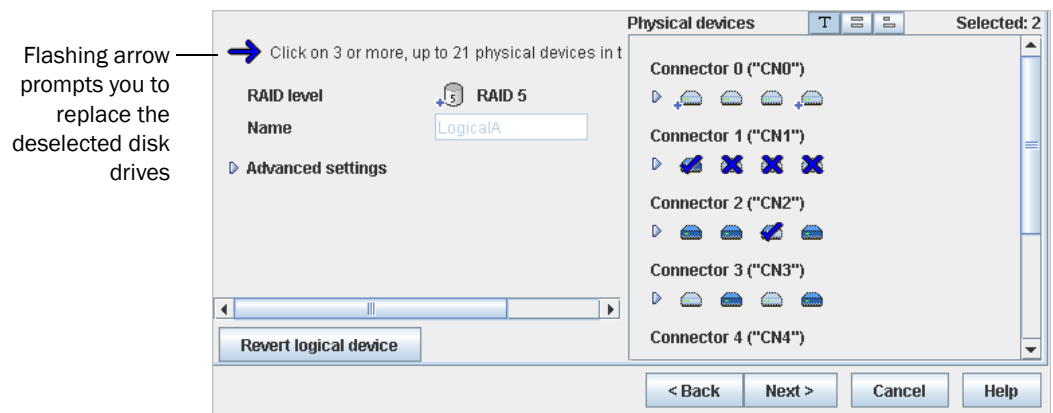 Flashing arrow
prompts you to
replace the
deselected disk
drives
Click on 3 or more, up to 21 physical devices in t
RAID level
5
RAID 5
Name
LogicalA
Advanced settings
Revert logical device
Physical devices
T
Selected: 2
Connector 0 ("CN0")
Connector 1 ("CN1")
Connector 2 ("CN2")
Connector 3 ("CN3")
Connector 4 ("CN4")
< Back
Next >
Cancel
Help